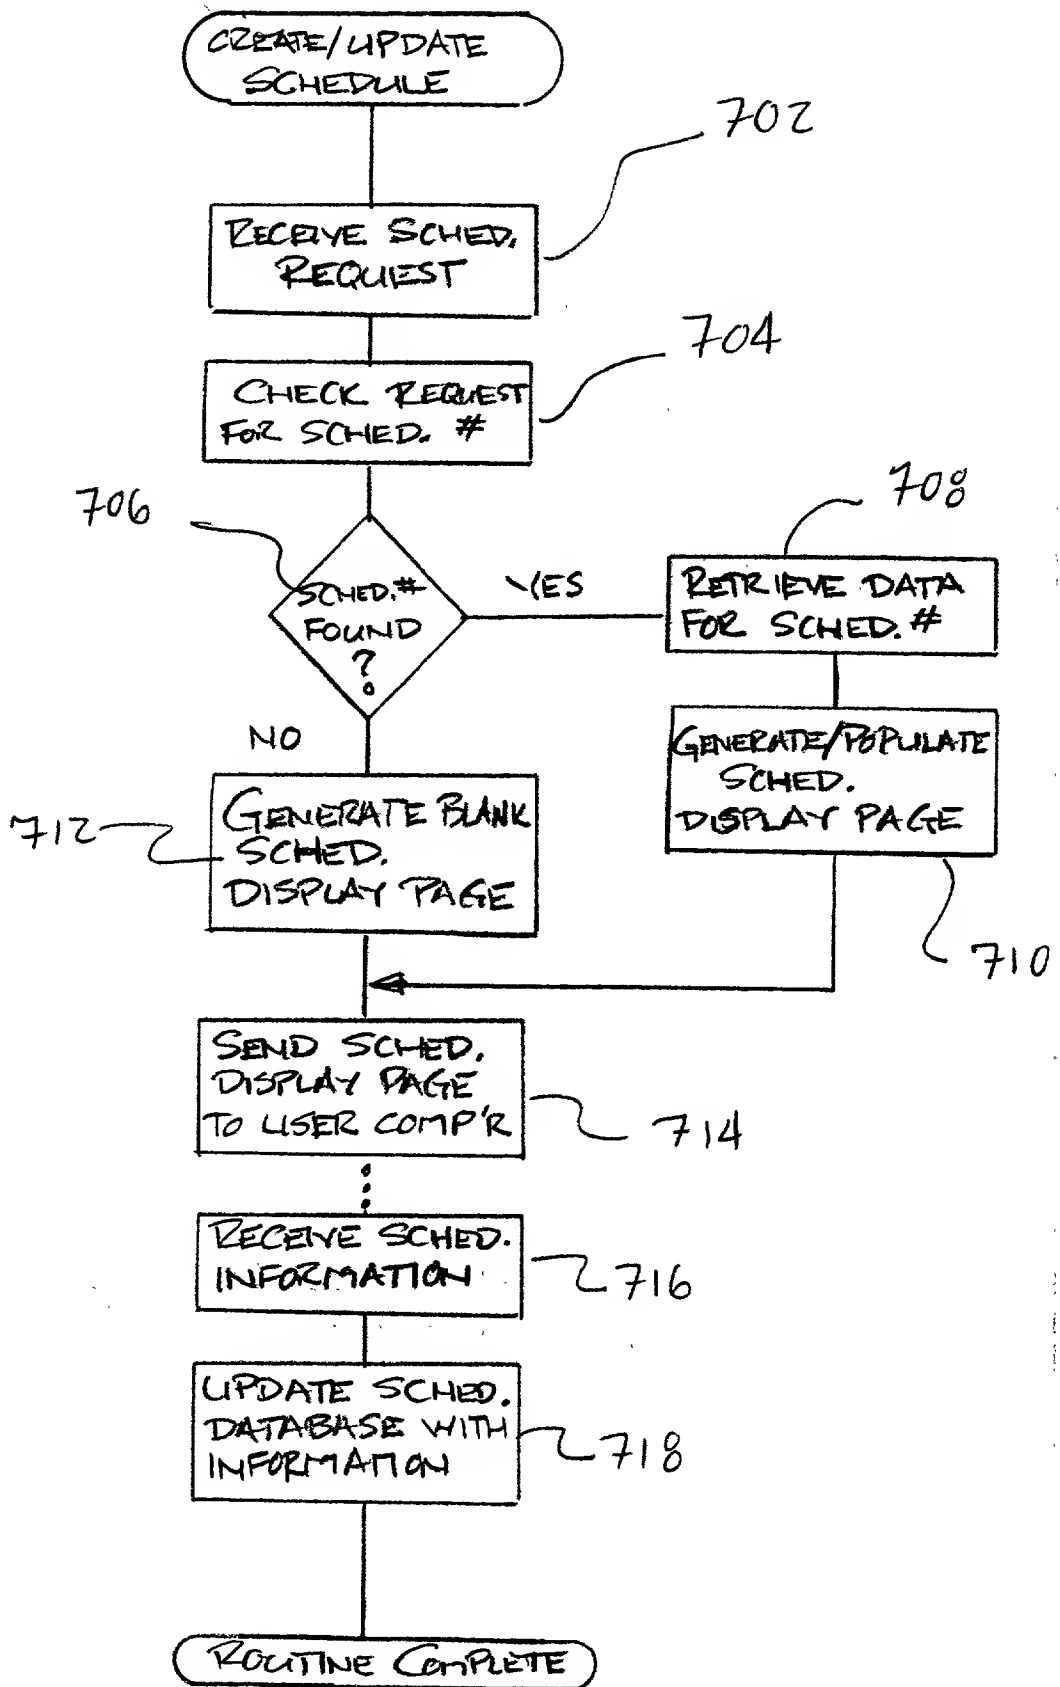 CREATE/UPDATE
SCHEDULE
702
RECEIVE SCHED.
REQUEST
704
CHECK REQUEST
FOR SCHED. #
706
708
SCHED.#
FOUND
?
YES
RETRIEVE DATA
FOR SCHED.#
NO
GENERATE/POPULATE
SCHED.
DISPLAY PAGE
712
GENERATE BLANK
SCHED.
DISPLAY PAGE
710
SEND SCHED.
DISPLAY PAGE
TO USER COMP'R
714
RECEIVE SCHED.
INFORMATION
716
UPDATE SCHED.
DATABASE WITH
INFORMATION
718
ROUTINE COMPLETE